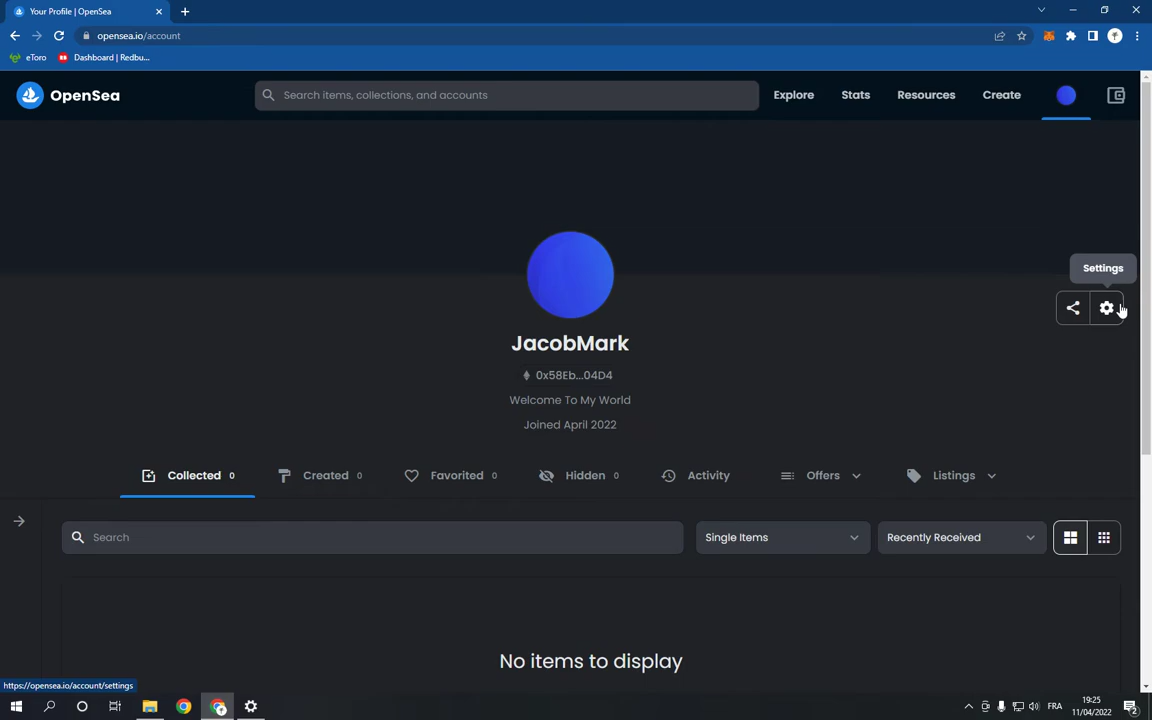 Your Profile | OpenSea
opensea.io/account
eToro
Dashboard | Redbu...
OpenSea
Search items, collections, and accounts
Explore
Stats
Resources
Create
Settings
JacobMark
0x58Eb...04D4
Welcome To My World
Joined April 2022
Collected 0
Created 0
Favorited 0
Hidden 0
Activity
Offers
Listings
Search
Single Items
Recently Received
No items to display
https://opensea.io/account/settings
FRA
19:25
11/04/2022
2